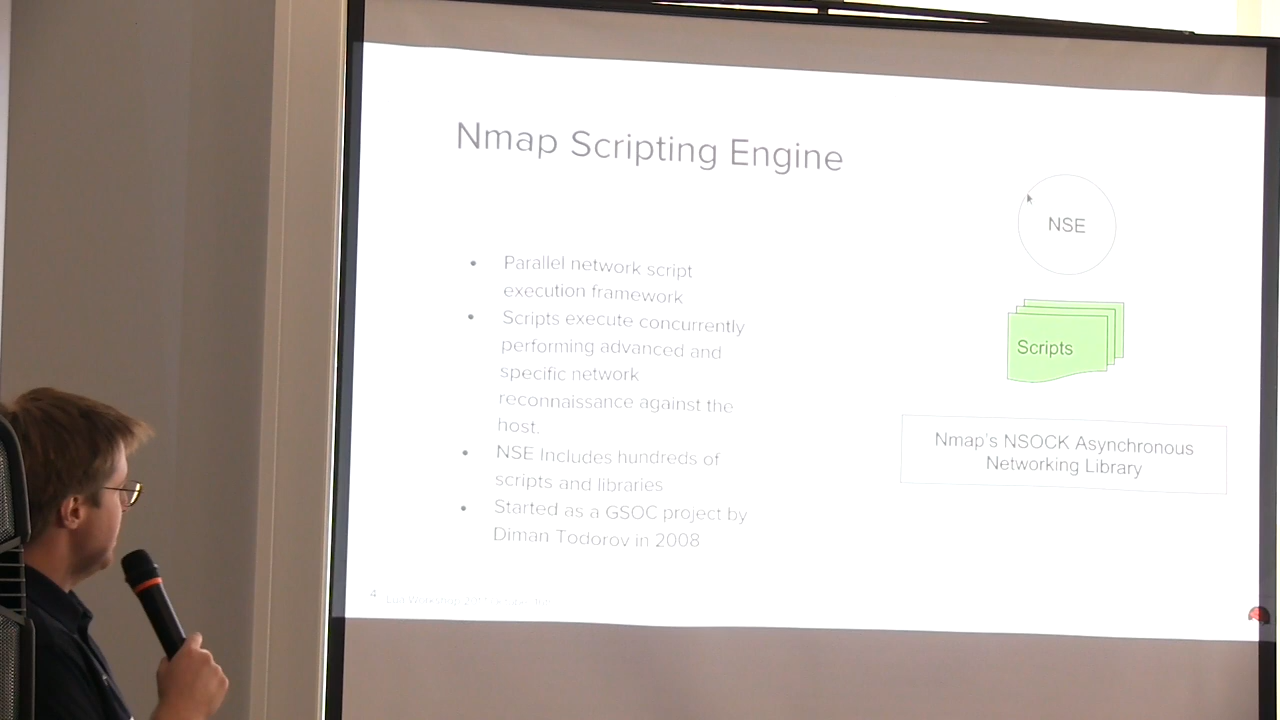 Nmap Scripting Engine
• Parallel network script
execution framework
• Scripts execute concurrently
performing advanced and
specific network
reconnaissance against the
host.
• NSE Includes hundreds of
scripts and libraries
• Started as a GSOC project by
Diman Todorov in 2008
NSE
Scripts
Nmap's NSOCK Asynchronous
Networking Library
4